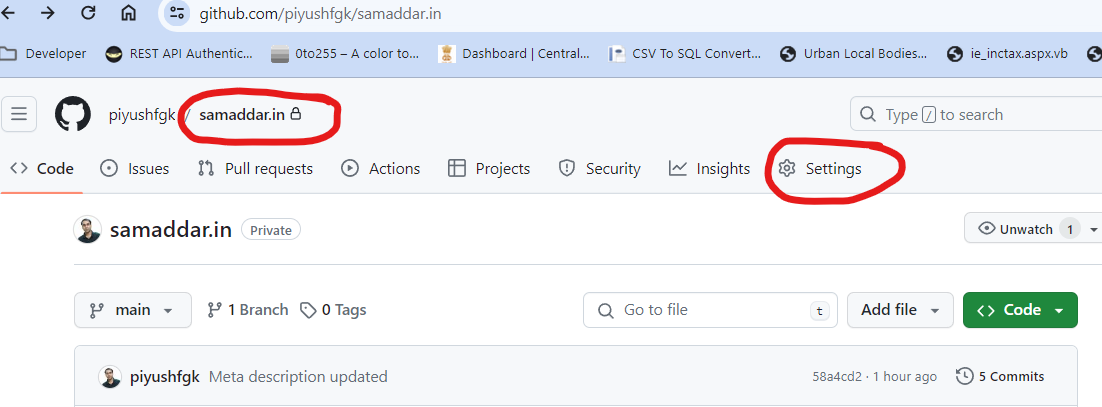 github.com/piyushfgk/samaddar.in
Developer REST API Authentic... 0to255 – A color to... Dashboard | Central... CSV To SQL Convert... Urban Local Bodies... ie_inctax.aspx.vb
piyushfgk / samaddar.in Type / to search
Code Issues Pull requests Actions Projects Security Insights Settings
samaddar.in Private Unwatch 1
main 1 Branch 0 Tags Go to file t Add file Code
piyushfgk Meta description updated 58a4cd2 · 1 hour ago 5 Commits